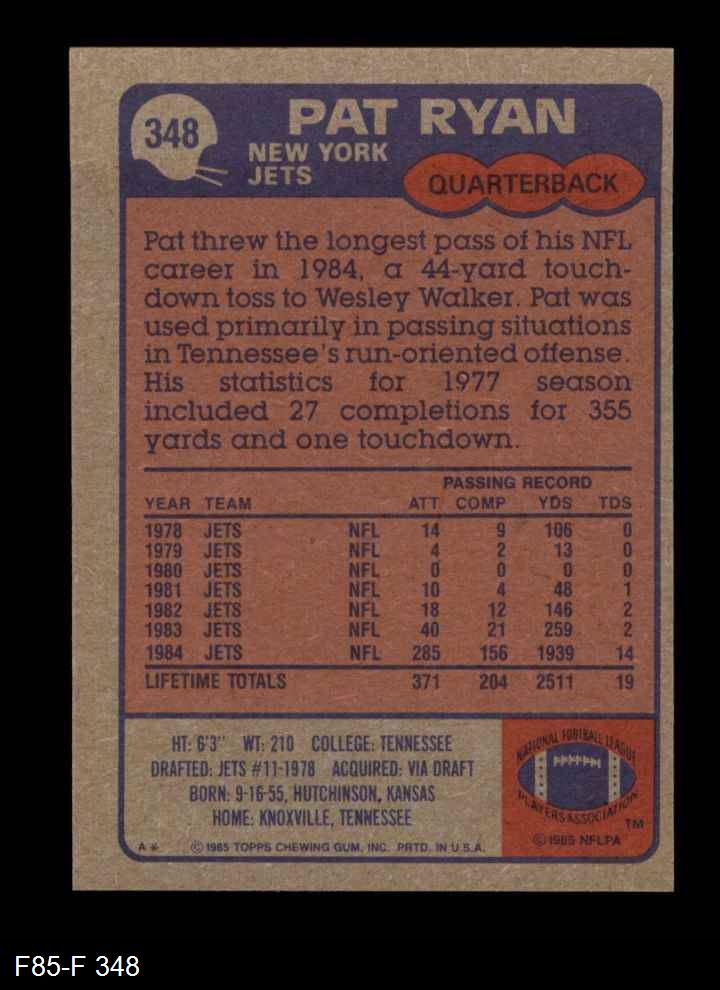 348
PAT RYAN
NEW YORK
JETS
QUARTERBACK
Pat threw the longest pass of his NFL
career in 1984, a 44-yard touch-
down toss to Wesley Walker. Pat was
used primarily in passing situations
in Tennessee's run-oriented offense.
His statistics for 1977 season
included 27 completions for 355
yards and one touchdown.
PASSING RECORD
YEAR TEAM ATT COMP YDS TDS
1978 JETS NFL 14 9 106 0
1979 JETS NFL 4 2 13 0
1980 JETS NFL 0 0 0 0
1981 JETS NFL 10 4 48 1
1982 JETS NFL 18 12 146 2
1983 JETS NFL 40 21 259 2
1984 JETS NFL 285 156 1939 14
LIFETIME TOTALS 371 204 2511 19
HT: 6'3" WT: 210 COLLEGE: TENNESSEE
DRAFTED: JETS #11-1978 ACQUIRED: VIA DRAFT
BORN: 9-16-55, HUTCHINSON, KANSAS
HOME: KNOXVILLE, TENNESSEE
A* © 1985 TOPPS CHEWING GUM, INC. PRTD. IN U.S.A.
NATIONAL FOOTBALL LEAGUE
PLAYERS ASSOCIATION
TM
© 1985 NFLPA
F85-F 348